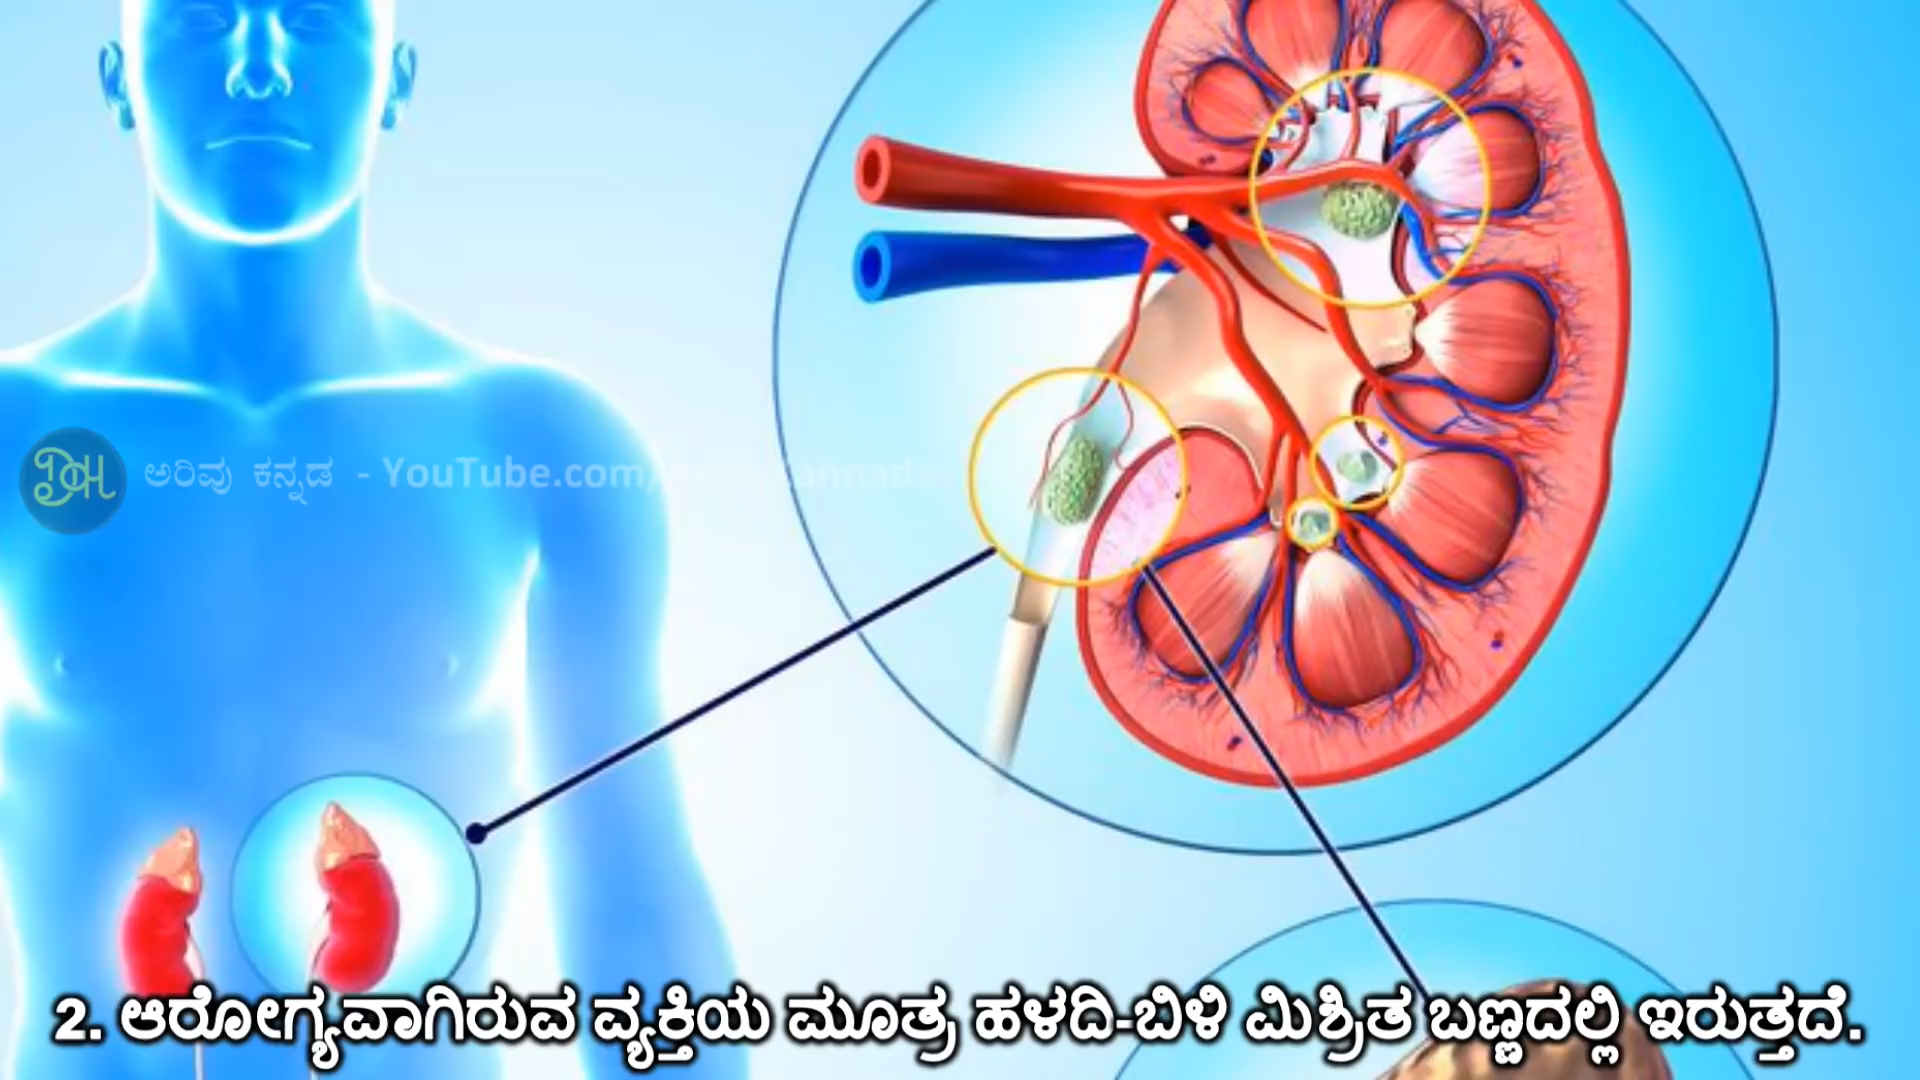 ಅರಿವು ಕನ್ನಡ - YouTube.com/
2. ಆರೋಗ್ಯವಾಗಿರುವ ವ್ಯಕ್ತಿಯ ಮೂತ್ರ ಹಳದಿ-ಬಿಳಿ ಮಿಶ್ರಿತ ಬಣ್ಣದಲ್ಲಿ ಇರುತ್ತದೆ.